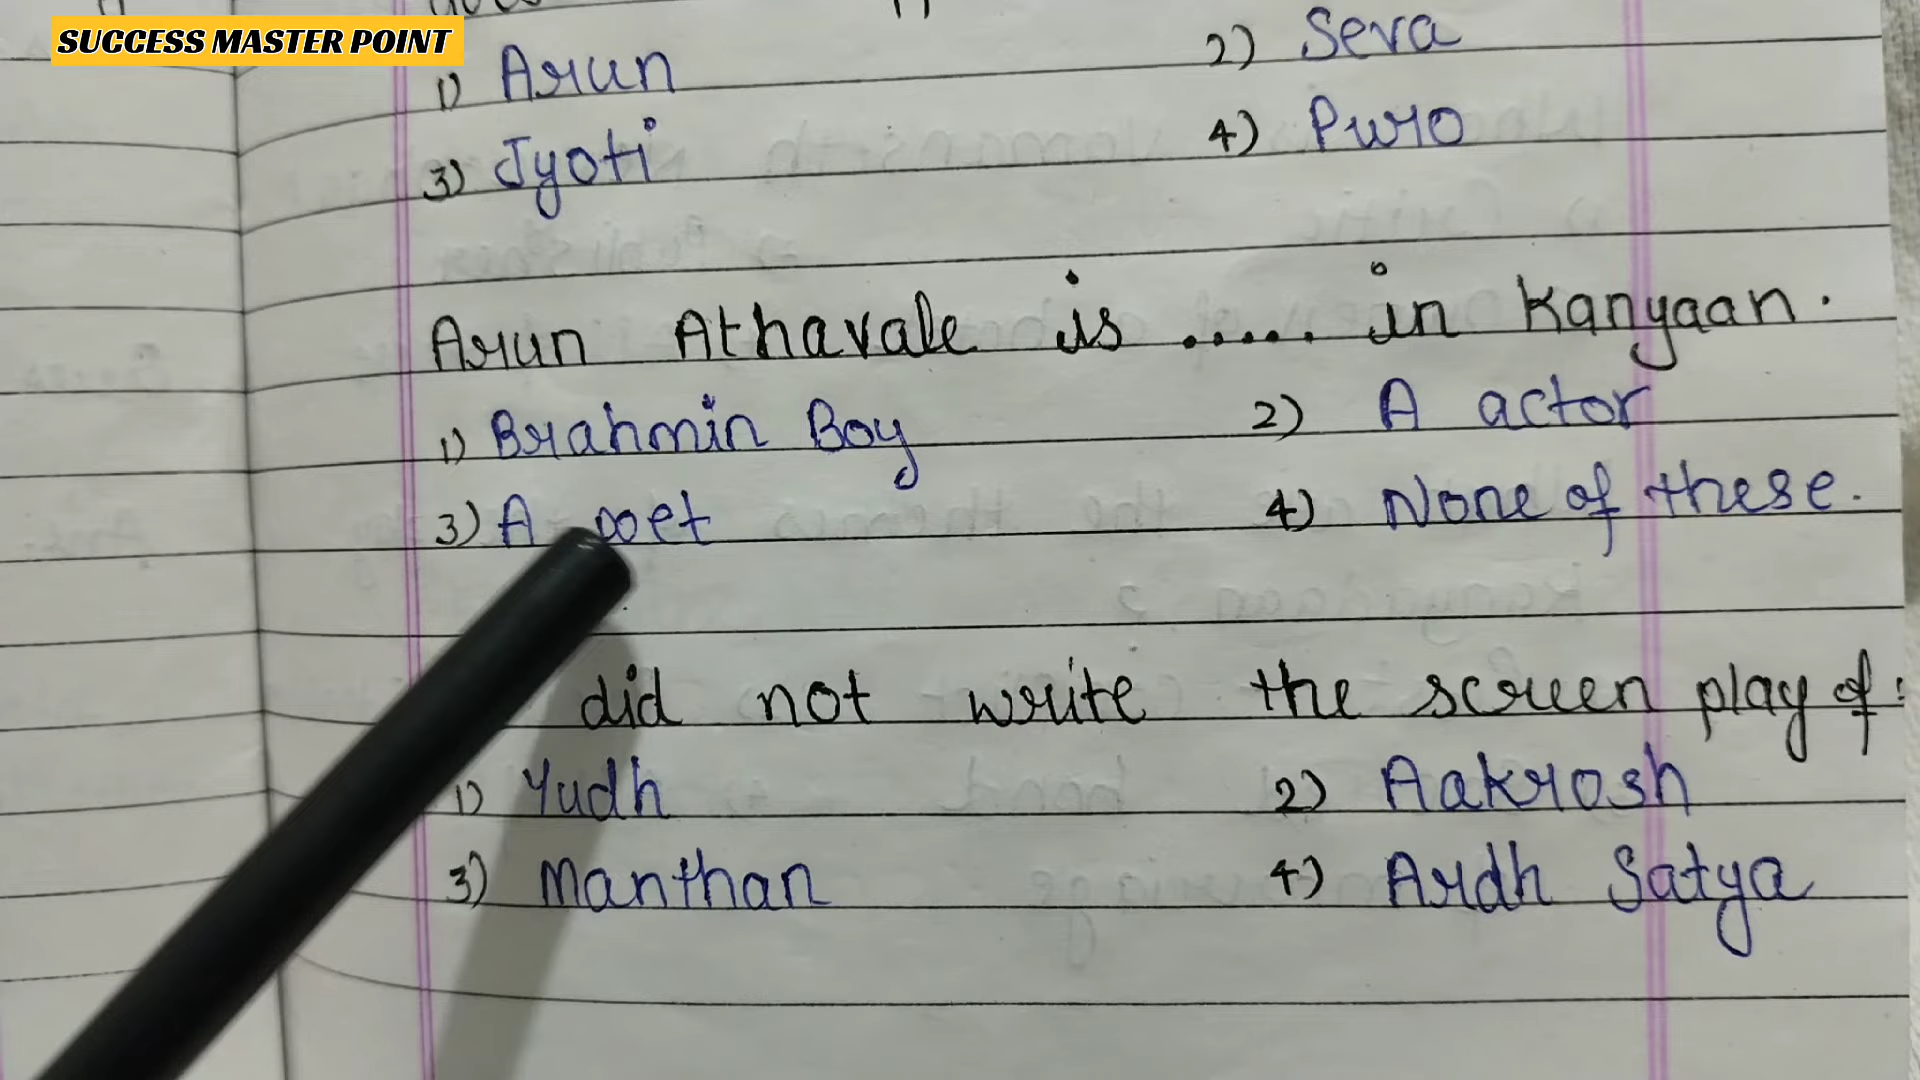 SUCCESS MASTER POINT
1) Arun 2) Seva
3) Jyoti 4) Puro
Arun Athavale is ..... in Kanyaan.
1) Brahmin Boy 2) A actor
3) A poet 4) None of these.
did not write the screen play of :
1) Yudh 2) Aakrosh
3) Manthan 4) Ardh Satya